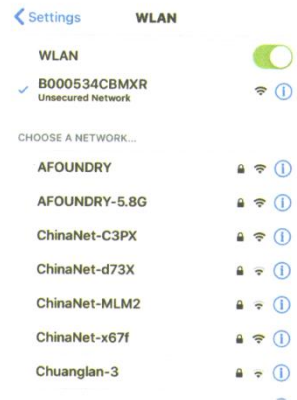 Settings WLAN
WLAN
B000534CBMXR
Unsecured Network
CHOOSE A NETWORK...
AFOUNDRY
AFOUNDRY-5.8G
ChinaNet-C3PX
ChinaNet-d73X
ChinaNet-MLM2
ChinaNet-x67f
Chuanglan-3